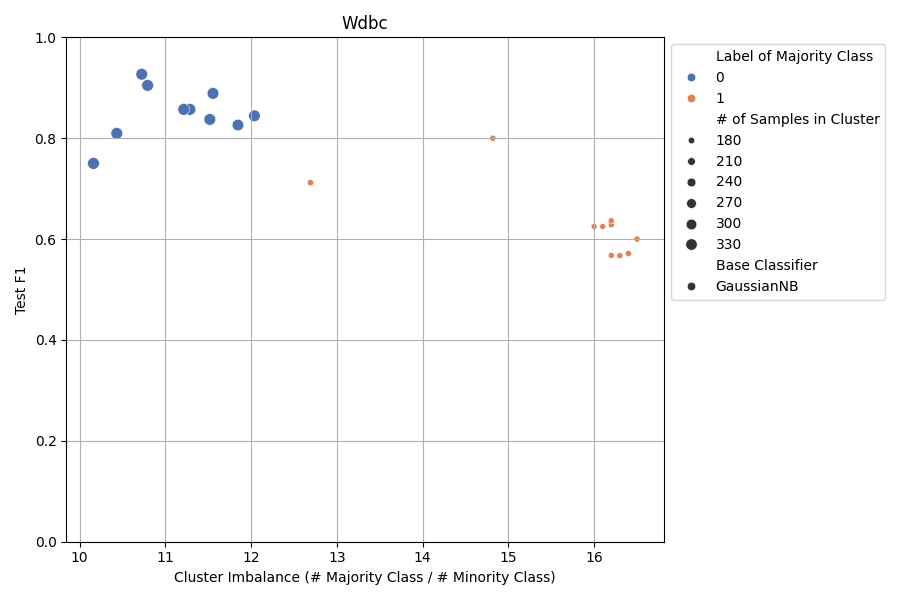 Wdbc
1.0
0.8
0.6
0.4
0.2
0.0
Test F1
10 11 12 13 14 15 16
Cluster Imbalance (# Majority Class / # Minority Class)
Label of Majority Class
0
1
# of Samples in Cluster
180
210
240
270
300
330
Base Classifier
GaussianNB